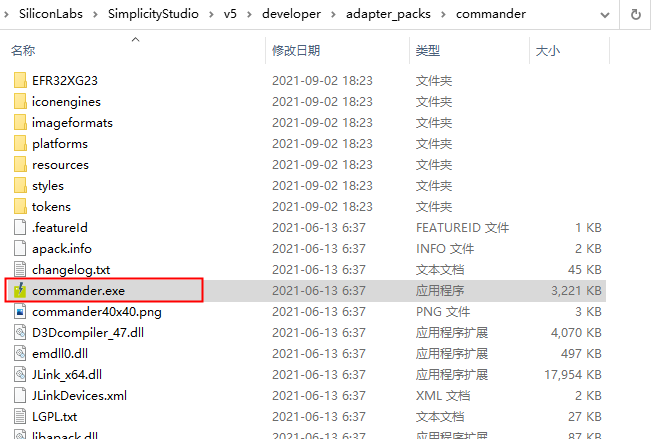 SiliconLabs > SimplicityStudio > v5 > developer > adapter_packs > commander
名称 修改日期 类型 大小
EFR32XG23 2021-09-02 18:23 文件夹
iconengines 2021-09-02 18:23 文件夹
imageformats 2021-09-02 18:23 文件夹
platforms 2021-09-02 18:23 文件夹
resources 2021-09-02 18:23 文件夹
styles 2021-09-02 18:23 文件夹
tokens 2021-09-02 18:23 文件夹
.featureId 2021-06-13 6:37 FEATUREID 文件 1 KB
apack.info 2021-06-13 6:37 INFO 文件 2 KB
changelog.txt 2021-06-13 6:37 文本文档 45 KB
commander.exe 2021-06-13 6:37 应用程序 3,221 KB
commander40x40.png 2021-06-13 6:37 PNG 文件 3 KB
D3Dcompiler_47.dll 2021-06-13 6:37 应用程序扩展 4,070 KB
emdll0.dll 2021-06-13 6:37 应用程序扩展 497 KB
JLink_x64.dll 2021-06-13 6:37 应用程序扩展 17,954 KB
JLinkDevices.xml 2021-06-13 6:37 XML 文档 2 KB
LGPL.txt 2021-06-13 6:37 文本文档 27 KB
libapack.dll 2021-06-13 6:37 应用程序扩展 87 KB